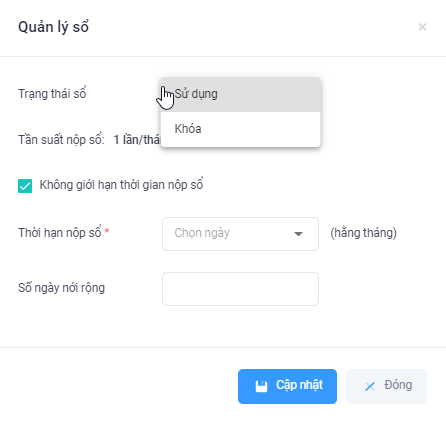 Quản lý sổ
Trạng thái sổ
Sử dụng
Khóa
Tần suất nộp sổ: 1 lần/thá
Không giới hạn thời gian nộp sổ
Thời hạn nộp sổ *
Chọn ngày
(hằng tháng)
Số ngày nới rộng
Cập nhật
Đóng